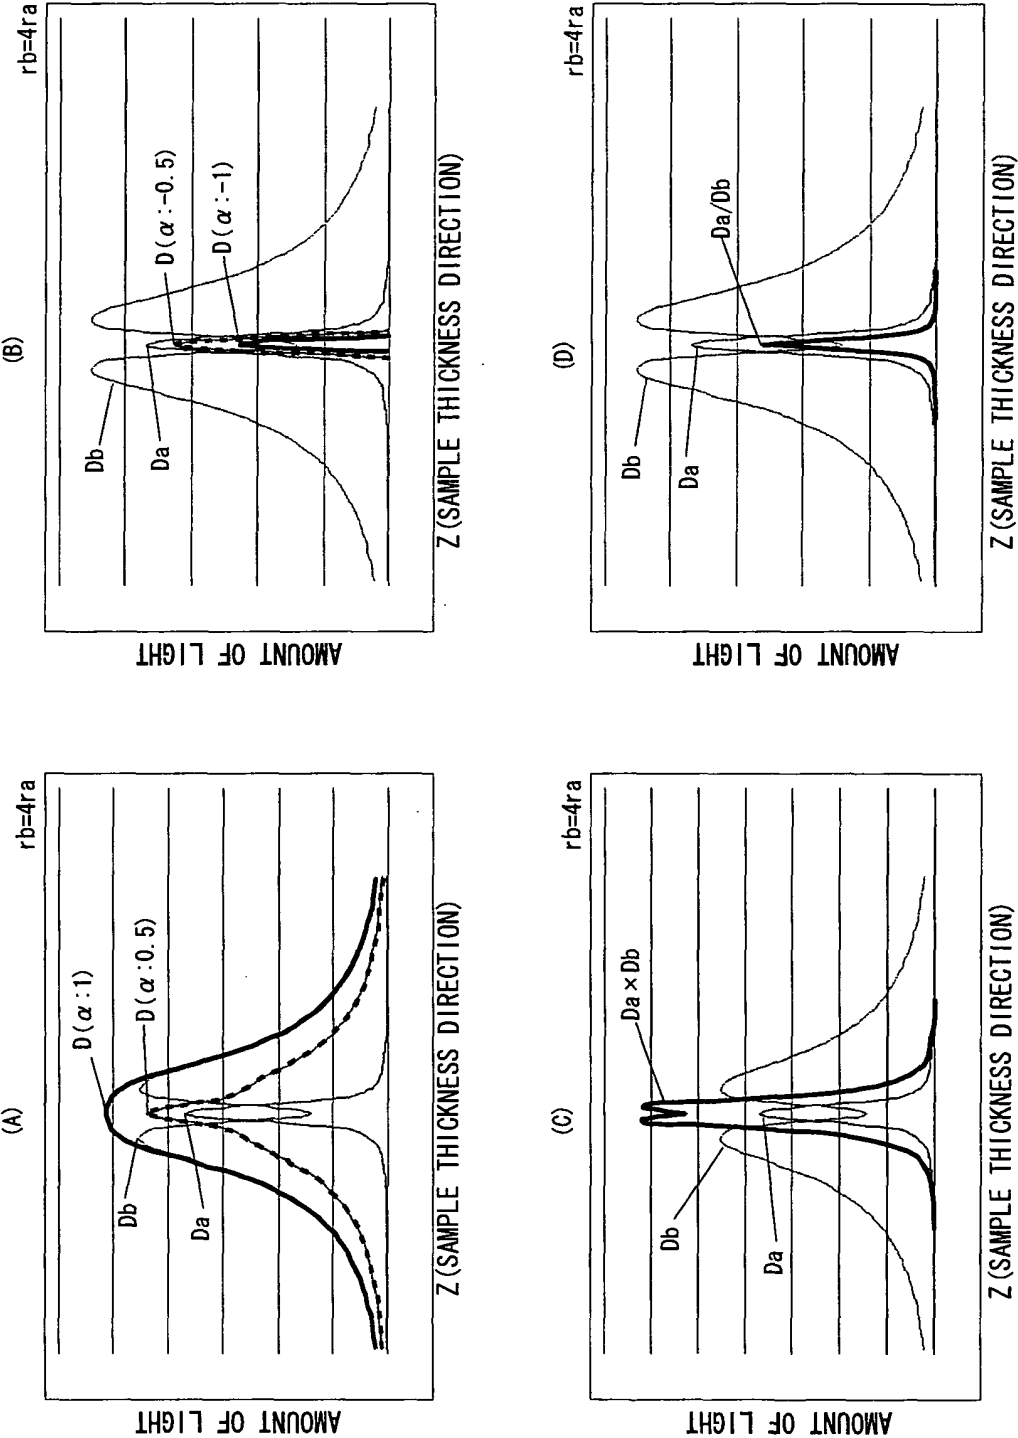 (A)
rb=4ra
D(α:1)
D(α:0.5)
Db
Da
AMOUNT OF LIGHT
Z(SAMPLE THICKNESS DIRECTION)
(B)
rb=4ra
D(α:-0.5)
D(α:-1)
Db
Da
AMOUNT OF LIGHT
Z(SAMPLE THICKNESS DIRECTION)
(C)
rb=4ra
Da×Db
Db
Da
AMOUNT OF LIGHT
Z(SAMPLE THICKNESS DIRECTION)
(D)
rb=4ra
Da/Db
Db
Da
AMOUNT OF LIGHT
Z(SAMPLE THICKNESS DIRECTION)